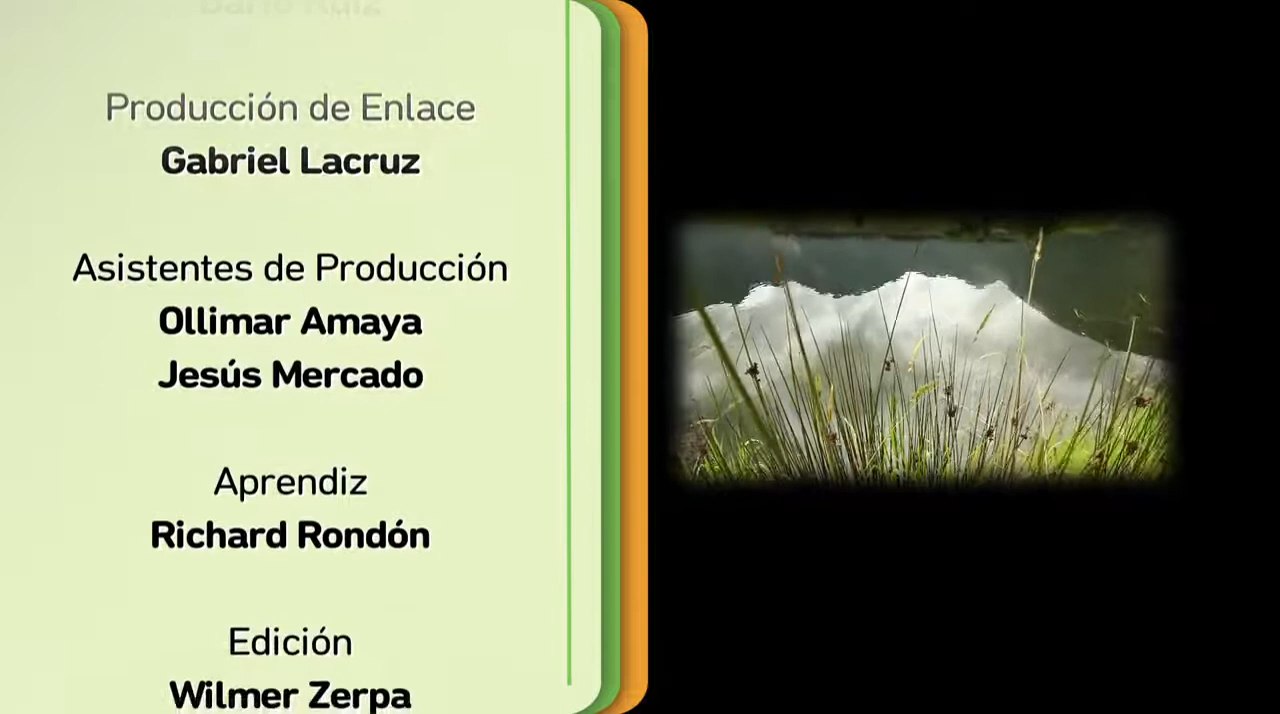 Producción de Enlace
Gabriel Lacruz
Asistentes de Producción
Ollimar Amaya
Jesús Mercado
Aprendiz
Richard Rondón
Edición
Wilmer Zerpa